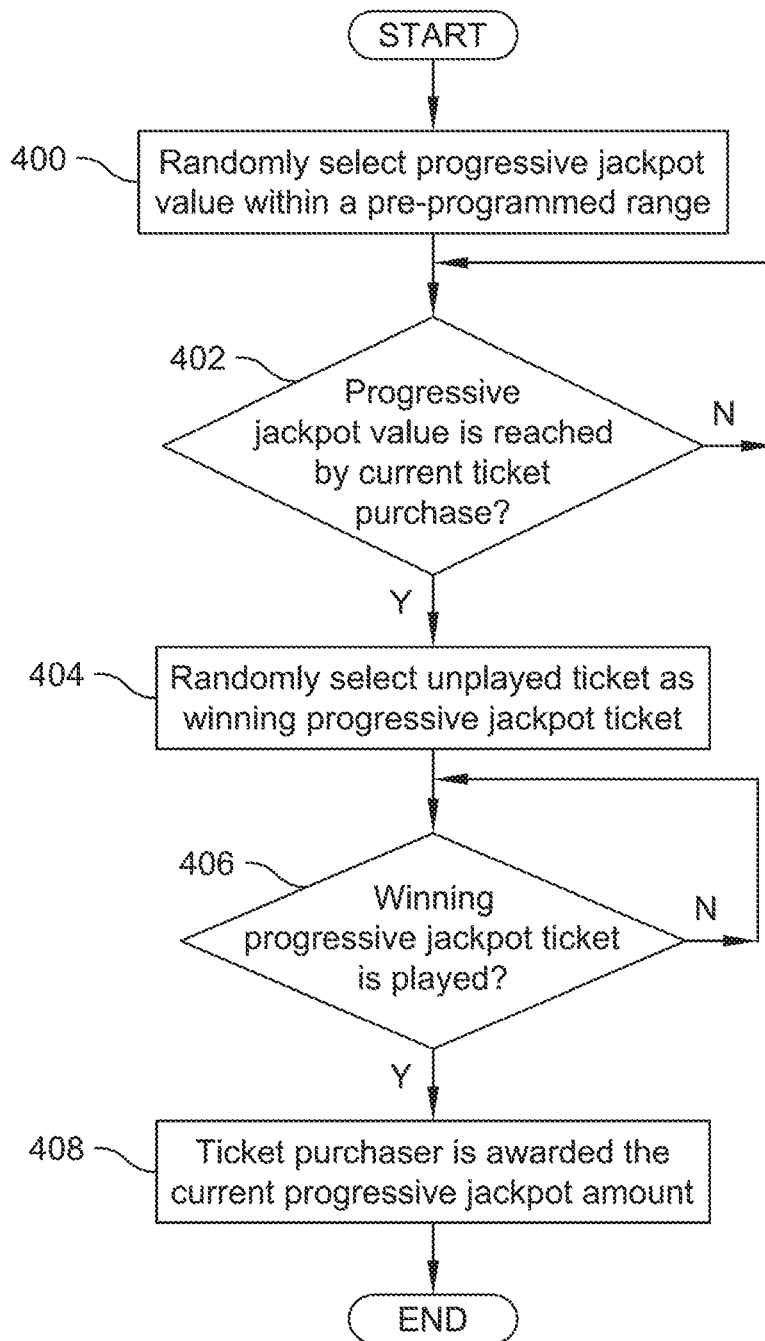 START
400
Randomly select progressive jackpot
value within a pre-programmed range
402
Progressive
jackpot value is reached
by current ticket
purchase?
N
Y
404
Randomly select unplayed ticket as
winning progressive jackpot ticket
406
Winning
progressive jackpot ticket
is played?
N
Y
408
Ticket purchaser is awarded the
current progressive jackpot amount
END